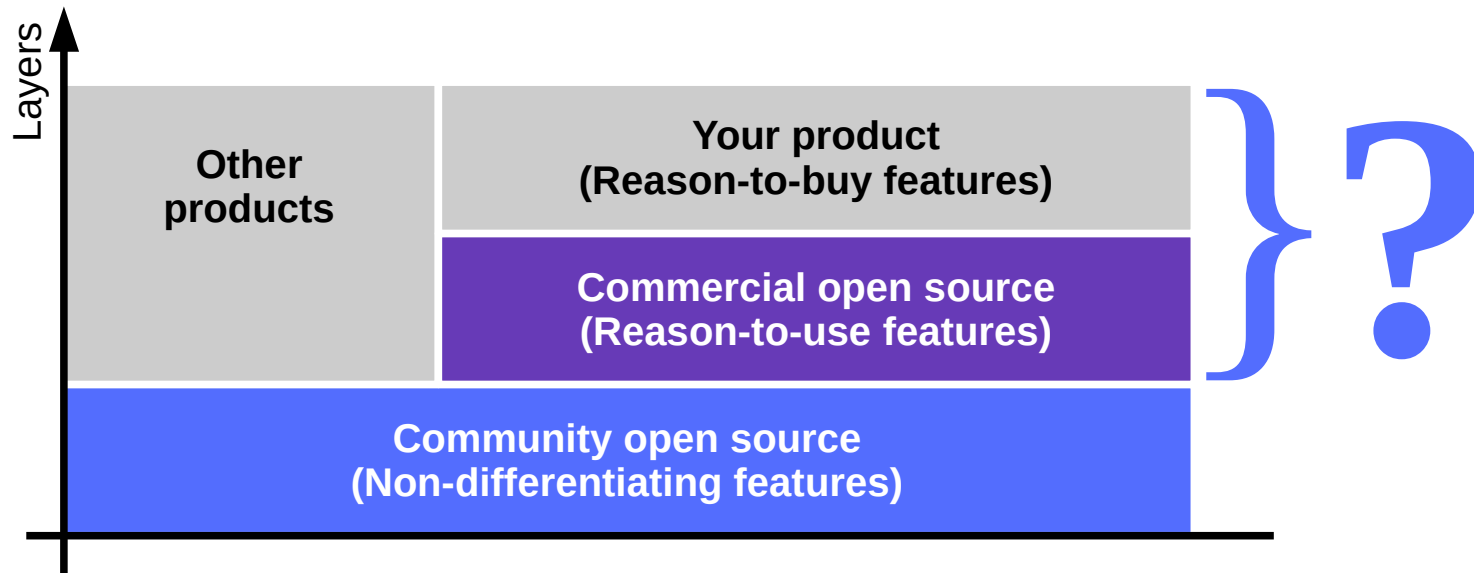 Layers
Other
products
Your product
(Reason-to-buy features)
Commercial open source
(Reason-to-use features)
Community open source
(Non-differentiating features)
}
?